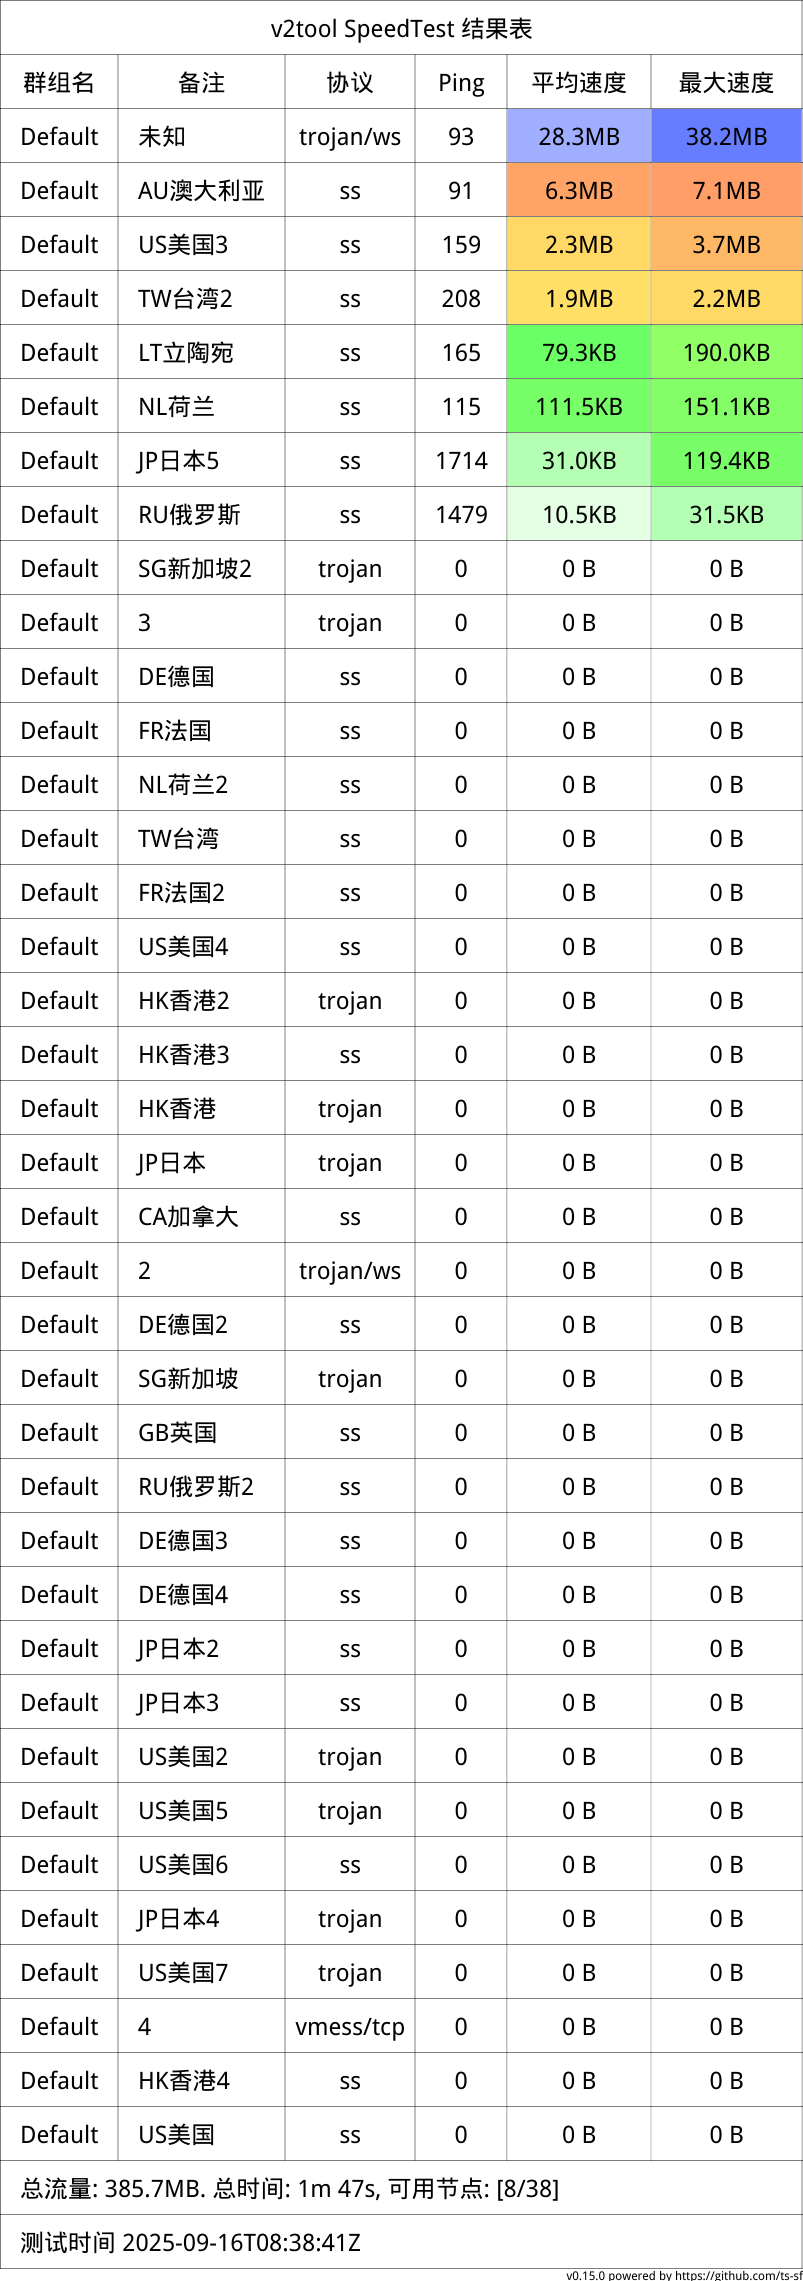 v2tool SpeedTest 结果表
群组名 备注 协议 Ping 平均速度 最大速度
Default 未知 trojan/ws 93 28.3MB 38.2MB
Default AU澳大利亚 ss 91 6.3MB 7.1MB
Default US美国3 ss 159 2.3MB 3.7MB
Default TW台湾2 ss 208 1.9MB 2.2MB
Default LT立陶宛 ss 165 79.3KB 190.0KB
Default NL荷兰 ss 115 111.5KB 151.1KB
Default JP日本5 ss 1714 31.0KB 119.4KB
Default RU俄罗斯 ss 1479 10.5KB 31.5KB
Default SG新加坡2 trojan 0 0 B 0 B
Default 3 trojan 0 0 B 0 B
Default DE德国 ss 0 0 B 0 B
Default FR法国 ss 0 0 B 0 B
Default NL荷兰2 ss 0 0 B 0 B
Default TW台湾 ss 0 0 B 0 B
Default FR法国2 ss 0 0 B 0 B
Default US美国4 ss 0 0 B 0 B
Default HK香港2 trojan 0 0 B 0 B
Default HK香港3 ss 0 0 B 0 B
Default HK香港 trojan 0 0 B 0 B
Default JP日本 trojan 0 0 B 0 B
Default CA加拿大 ss 0 0 B 0 B
Default 2 trojan/ws 0 0 B 0 B
Default DE德国2 ss 0 0 B 0 B
Default SG新加坡 trojan 0 0 B 0 B
Default GB英国 ss 0 0 B 0 B
Default RU俄罗斯2 ss 0 0 B 0 B
Default DE德国3 ss 0 0 B 0 B
Default DE德国4 ss 0 0 B 0 B
Default JP日本2 ss 0 0 B 0 B
Default JP日本3 ss 0 0 B 0 B
Default US美国2 trojan 0 0 B 0 B
Default US美国5 trojan 0 0 B 0 B
Default US美国6 ss 0 0 B 0 B
Default JP日本4 trojan 0 0 B 0 B
Default US美国7 trojan 0 0 B 0 B
Default 4 vmess/tcp 0 0 B 0 B
Default HK香港4 ss 0 0 B 0 B
Default US美国 ss 0 0 B 0 B
总流量: 385.7MB. 总时间: 1m 47s, 可用节点: [8/38]
测试时间 2025-09-16T08:38:41Z
v0.15.0 powered by https://github.com/ts-sf